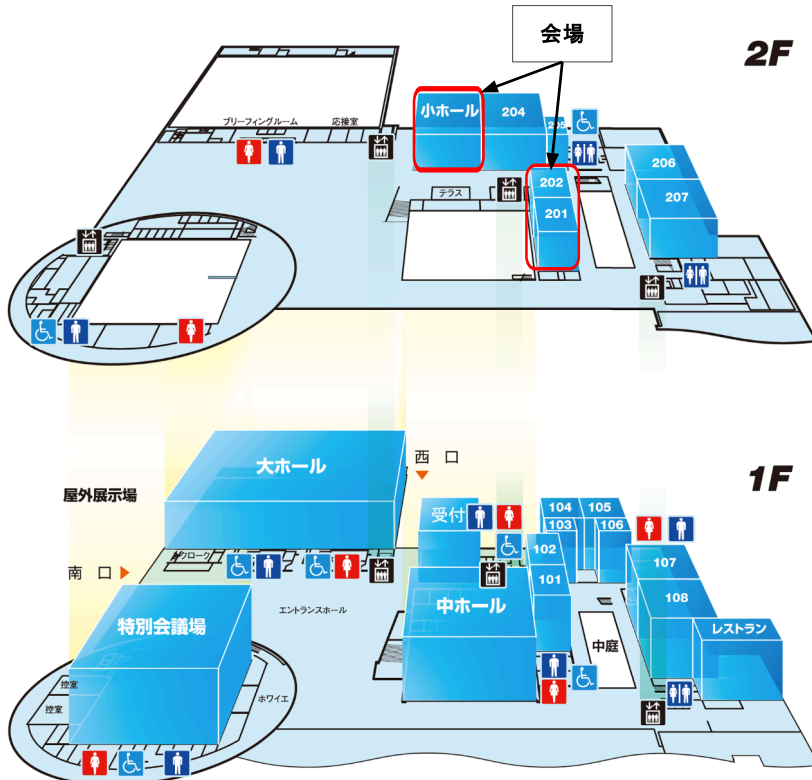 会場
2F
小ホール
204
205
ブリーフィングルーム
応接室
206
207
202
201
テラス
大ホール
西 口
1F
屋外展示場
受付
104
105
103
106
クローク
102
107
南 口
101
中ホール
108
エントランスホール
特別会議場
レストラン
中庭
控室
ホワイエ
控室